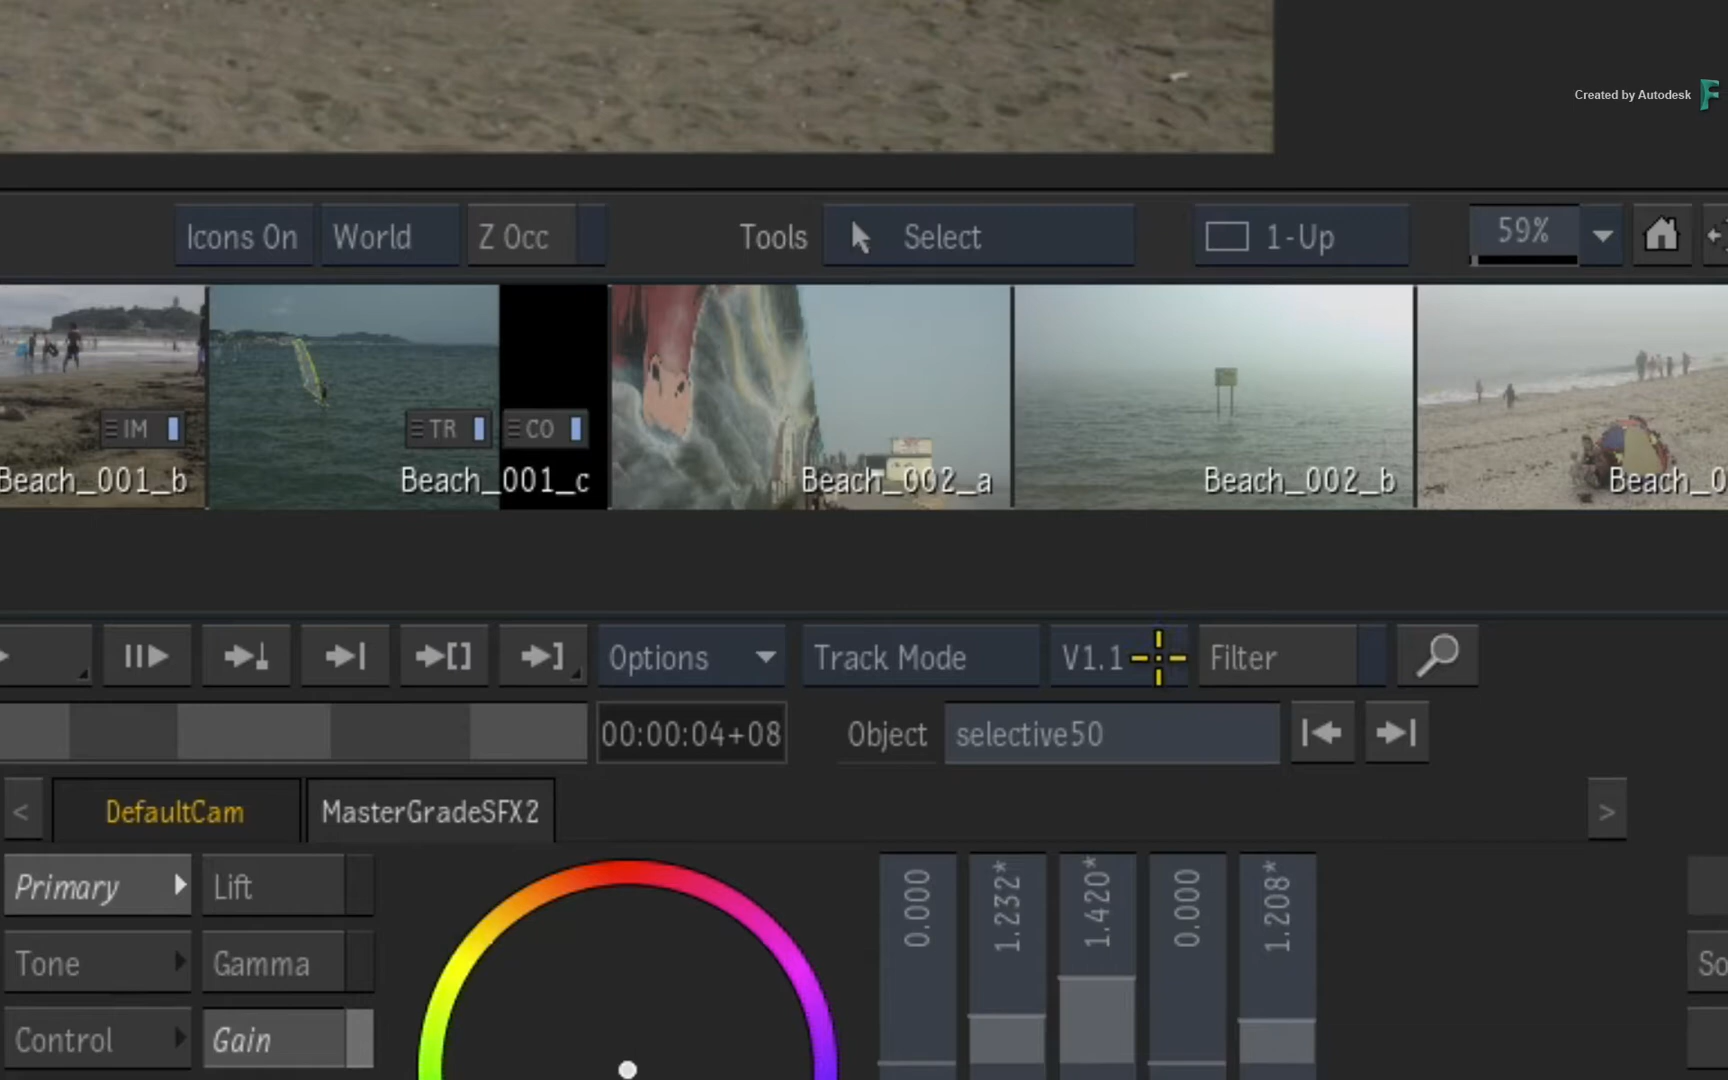 Created by Autodesk
Icons On World Z Occ Tools Select 1-Up 59%
IM TR CO
Beach_001_b Beach_001_c Beach_002_a Beach_002_b Beach_0
Options Track Mode V1.1 Filter
00:00:04+08 Object selective50
< DefaultCam MasterGradeSFX2 >
Primary Lift 0.000 1.232* 1.420* 0.000 1.208*
Tone Gamma So
Control Gain